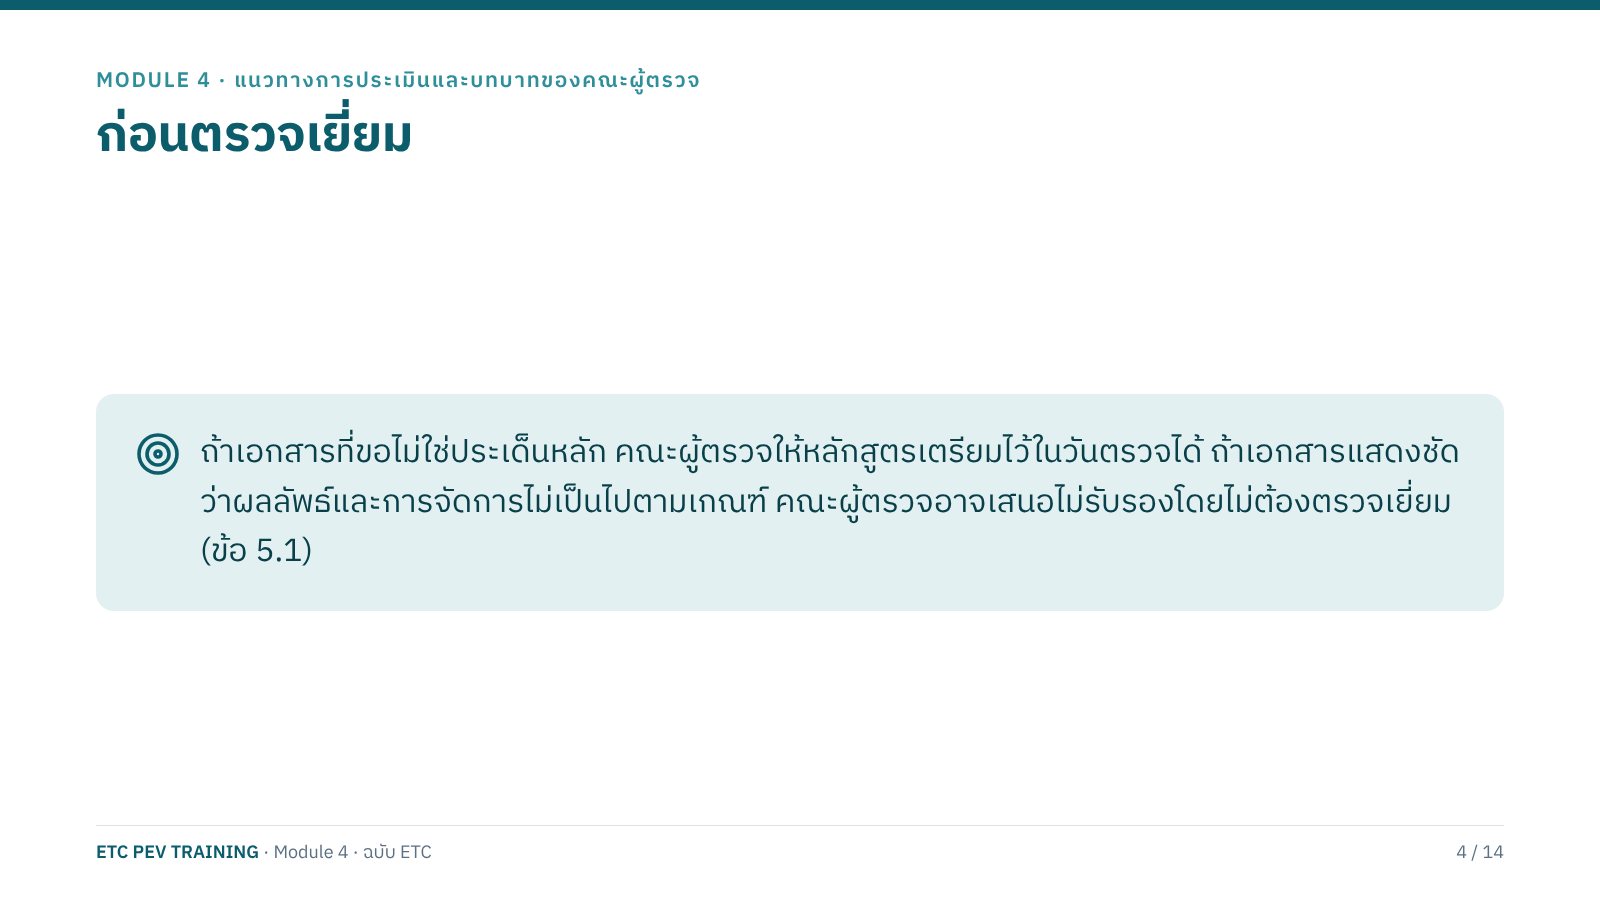 MODULE 4 · แนวทางการประเมินและบทบาทของคณะผู้ตรวจ
ก่อนตรวจเยี่ยม
ถ้าเอกสารที่ขอไม่ใช่ประเด็นหลัก คณะผู้ตรวจให้หลักสูตรเตรียมไว้ในวันตรวจได้ ถ้าเอกสารแสดงชัด
ว่าผลลัพธ์และการจัดการไม่เป็นไปตามเกณฑ์ คณะผู้ตรวจอาจเสนอไม่รับรองโดยไม่ต้องตรวจเยี่ยม
(ข้อ 5.1)
ETC PEV TRAINING · Module 4 · ฉบับ ETC
4 / 14